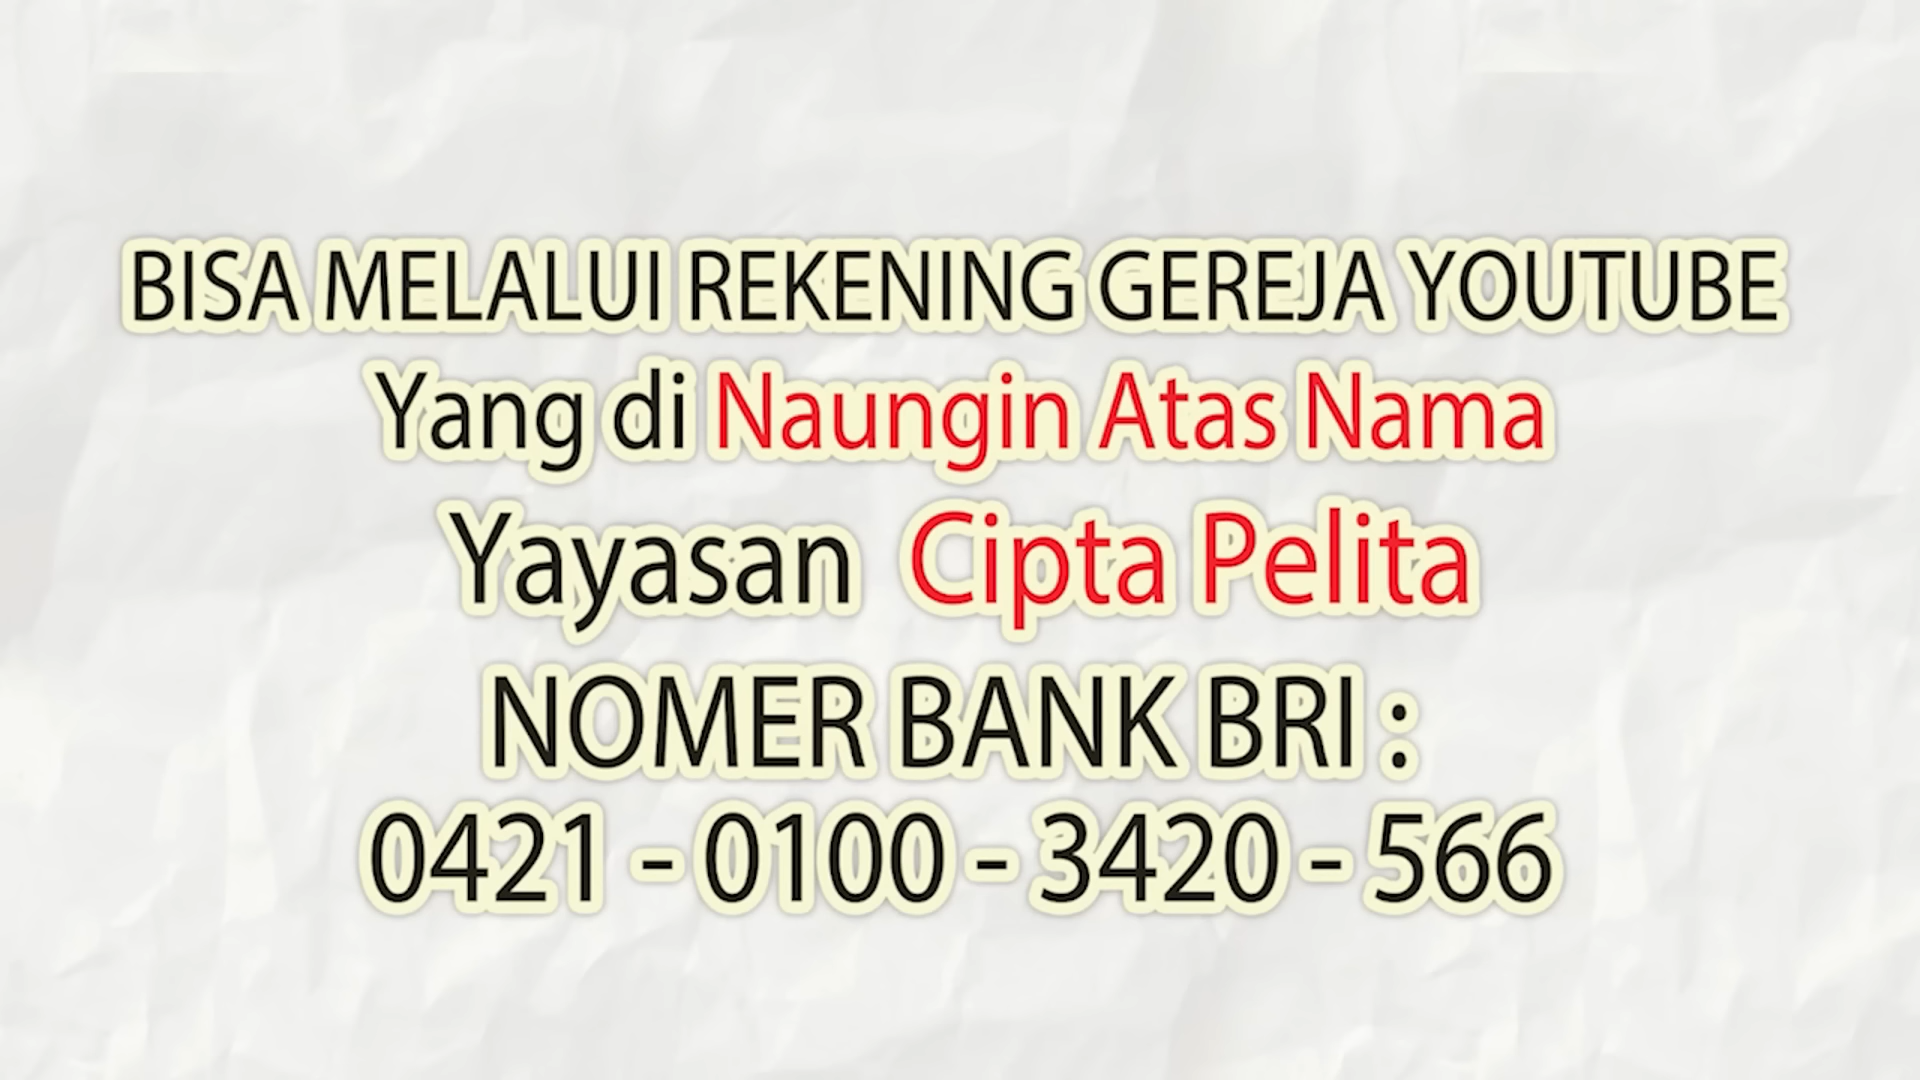 BISA MELALUI REKENING GEREJA YOUTUBE
Yang di Naungin Atas Nama
Yayasan Cipta Pelita
NOMER BANK BRI :
0421 - 0100 - 3420 - 566